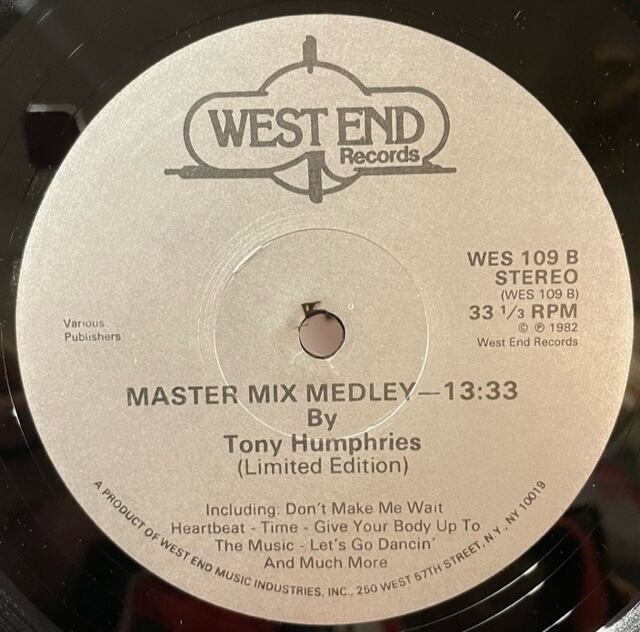 WEST END
Records
WES 109 B
STEREO
(WES 109 B)
33 1/3 RPM
© ℗ 1982
West End Records
Various
Publishers
MASTER MIX MEDLEY—13:33
By
Tony Humphries
(Limited Edition)
Including: Don't Make Me Wait
Heartbeat - Time - Give Your Body Up To
The Music - Let's Go Dancin'
And Much More
A PRODUCT OF WEST END MUSIC INDUSTRIES, INC., 250 WEST 57TH STREET, N.Y., NY 10019